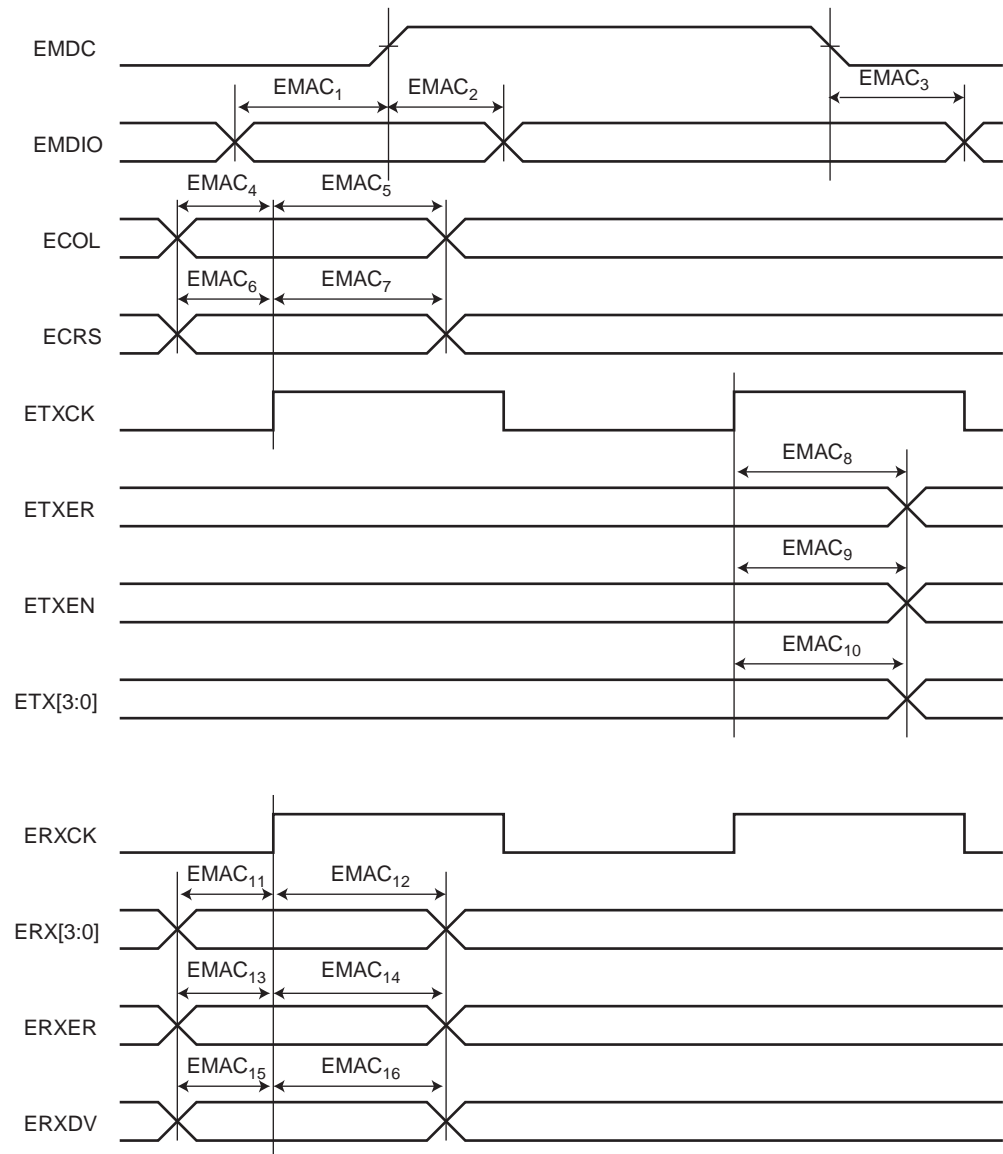 EMDC
EMAC1 EMAC2 EMAC3
EMDIO
EMAC4 EMAC5
ECOL
EMAC6 EMAC7
ECRS
ETXCK
EMAC8
ETXER
EMAC9
ETXEN
EMAC10
ETX[3:0]
ERXCK
EMAC11 EMAC12
ERX[3:0]
EMAC13 EMAC14
ERXER
EMAC15 EMAC16
ERXDV